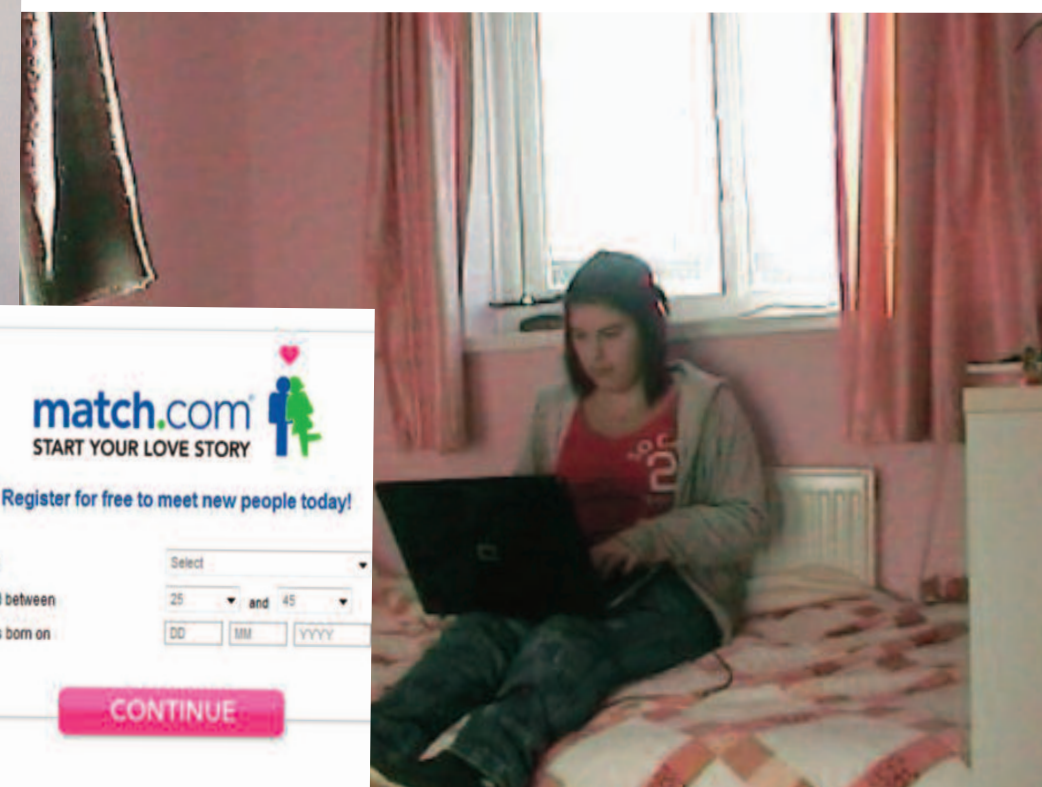 match.com
START YOUR LOVE STORY
Register for free to meet new people today!
Select
between
25 and 45
born on
DD MM YYYY
CONTINUE